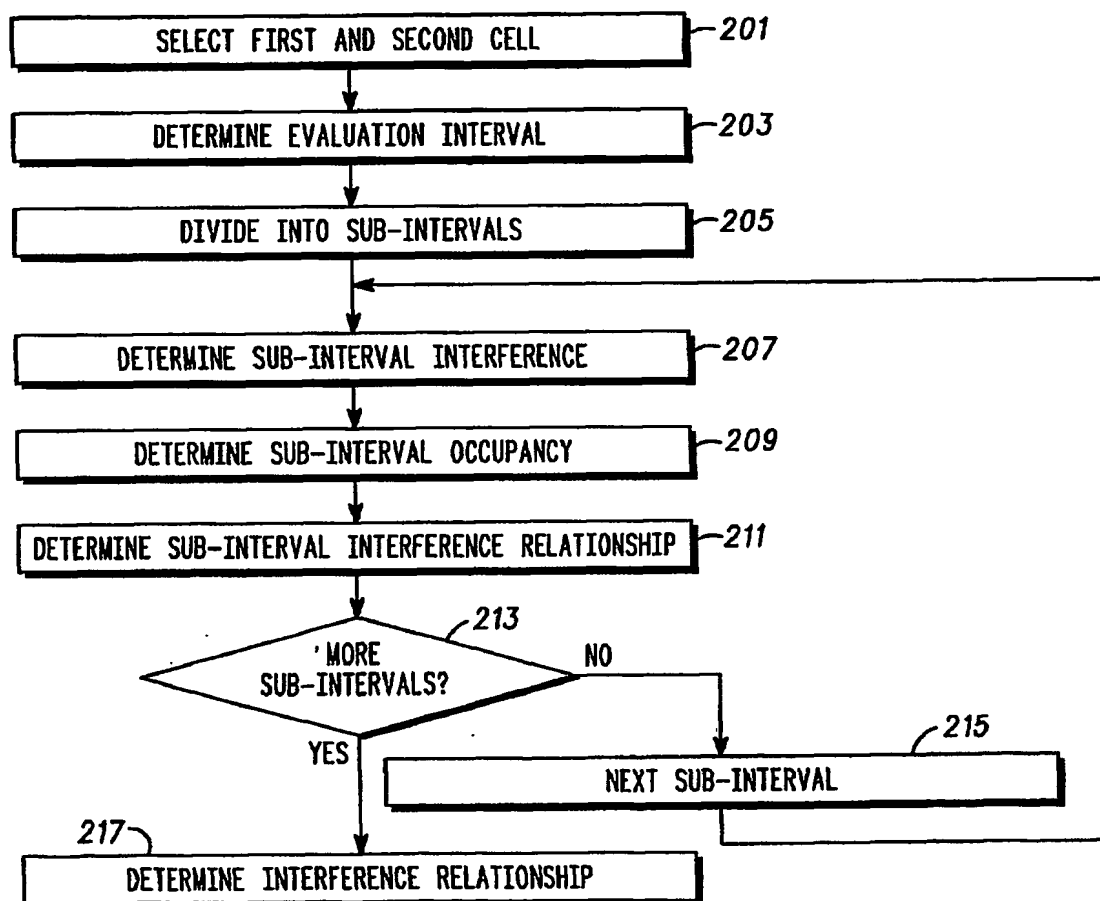 SELECT FIRST AND SECOND CELL
201
DETERMINE EVALUATION INTERVAL
203
DIVIDE INTO SUB-INTERVALS
205
DETERMINE SUB-INTERVAL INTERFERENCE
207
DETERMINE SUB-INTERVAL OCCUPANCY
209
DETERMINE SUB-INTERVAL INTERFERENCE RELATIONSHIP
211
213
'MORE
SUB-INTERVALS?
NO
YES
215
NEXT SUB-INTERVAL
217
DETERMINE INTERFERENCE RELATIONSHIP